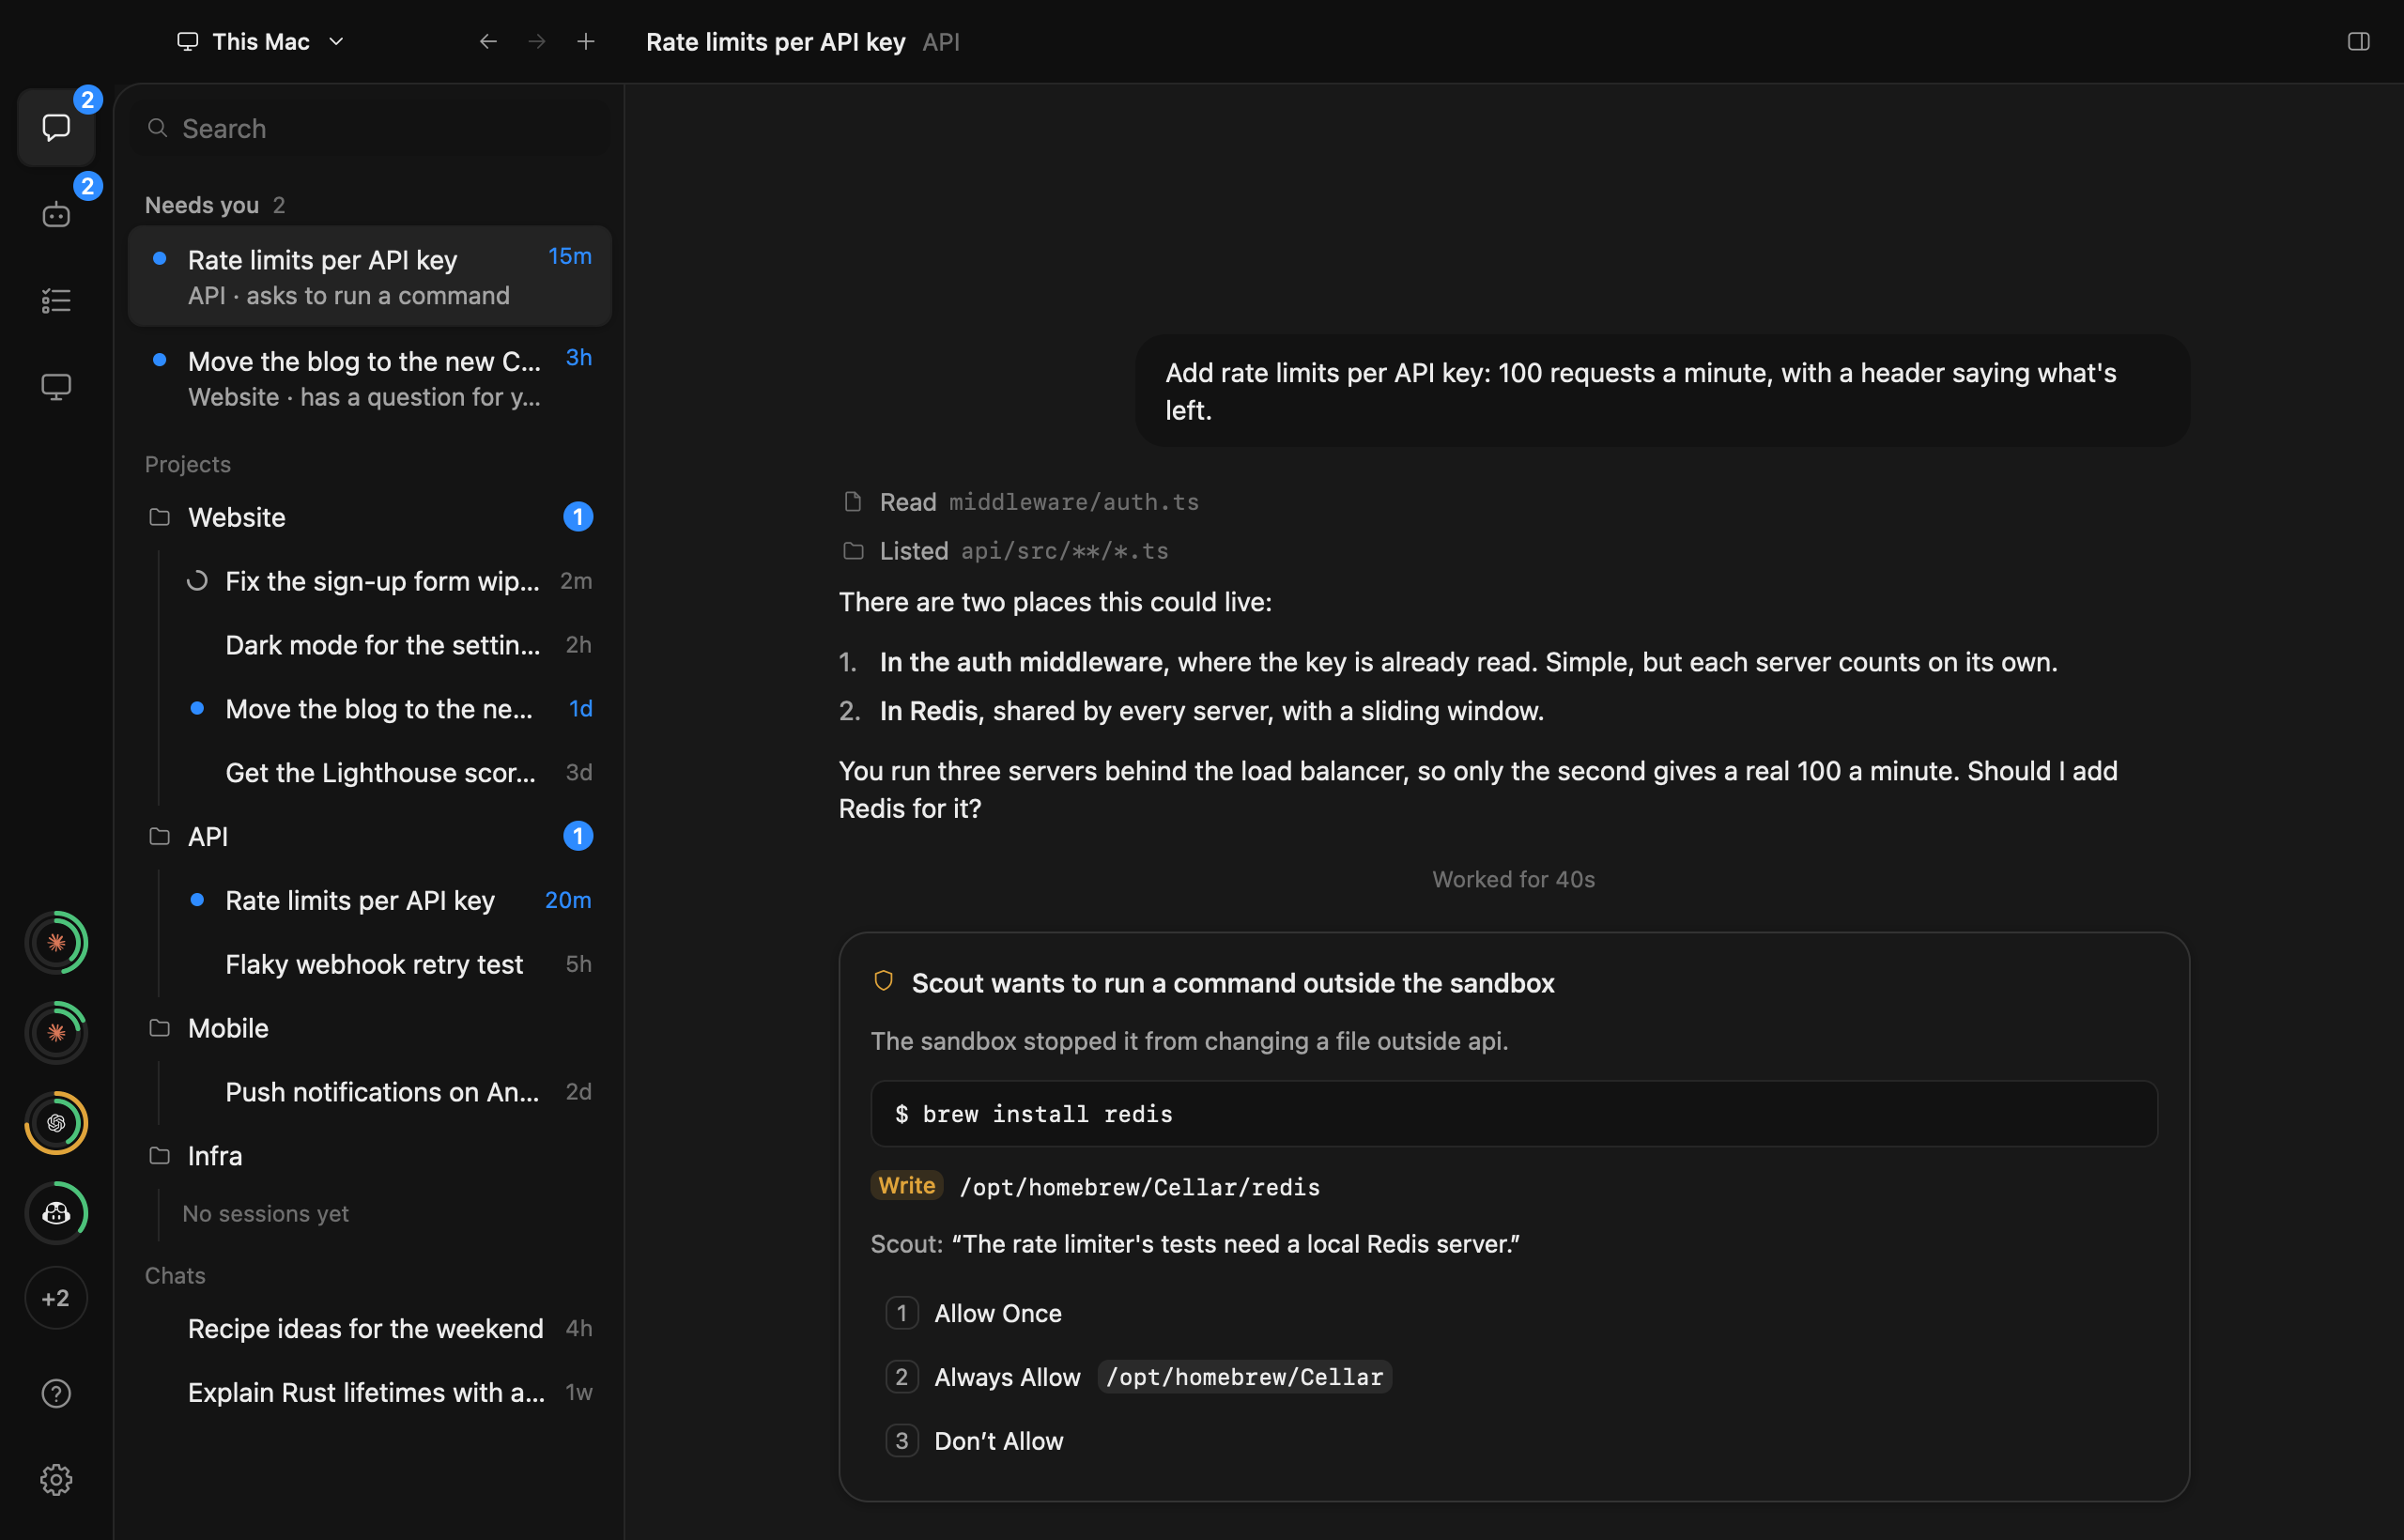 This Mac
Rate limits per API key API
2
Search
2
Needs you 2
Rate limits per API key 15m
API · asks to run a command
Move the blog to the new C... 3h
Website · has a question for y...
Projects
Website 1
Fix the sign-up form wip... 2m
Dark mode for the settin... 2h
Move the blog to the ne... 1d
Get the Lighthouse scor... 3d
API 1
Rate limits per API key 20m
Flaky webhook retry test 5h
Mobile
Push notifications on An... 2d
Infra
No sessions yet
Chats
Recipe ideas for the weekend 4h
Explain Rust lifetimes with a... 1w
+2
Add rate limits per API key: 100 requests a minute, with a header saying what's
left.
Read middleware/auth.ts
Listed api/src/**/*.ts
There are two places this could live:
1. In the auth middleware, where the key is already read. Simple, but each server counts on its own.
2. In Redis, shared by every server, with a sliding window.
You run three servers behind the load balancer, so only the second gives a real 100 a minute. Should I add
Redis for it?
Worked for 40s
Scout wants to run a command outside the sandbox
The sandbox stopped it from changing a file outside api.
$ brew install redis
Write /opt/homebrew/Cellar/redis
Scout: “The rate limiter's tests need a local Redis server.”
1 Allow Once
2 Always Allow /opt/homebrew/Cellar
3 Don’t Allow